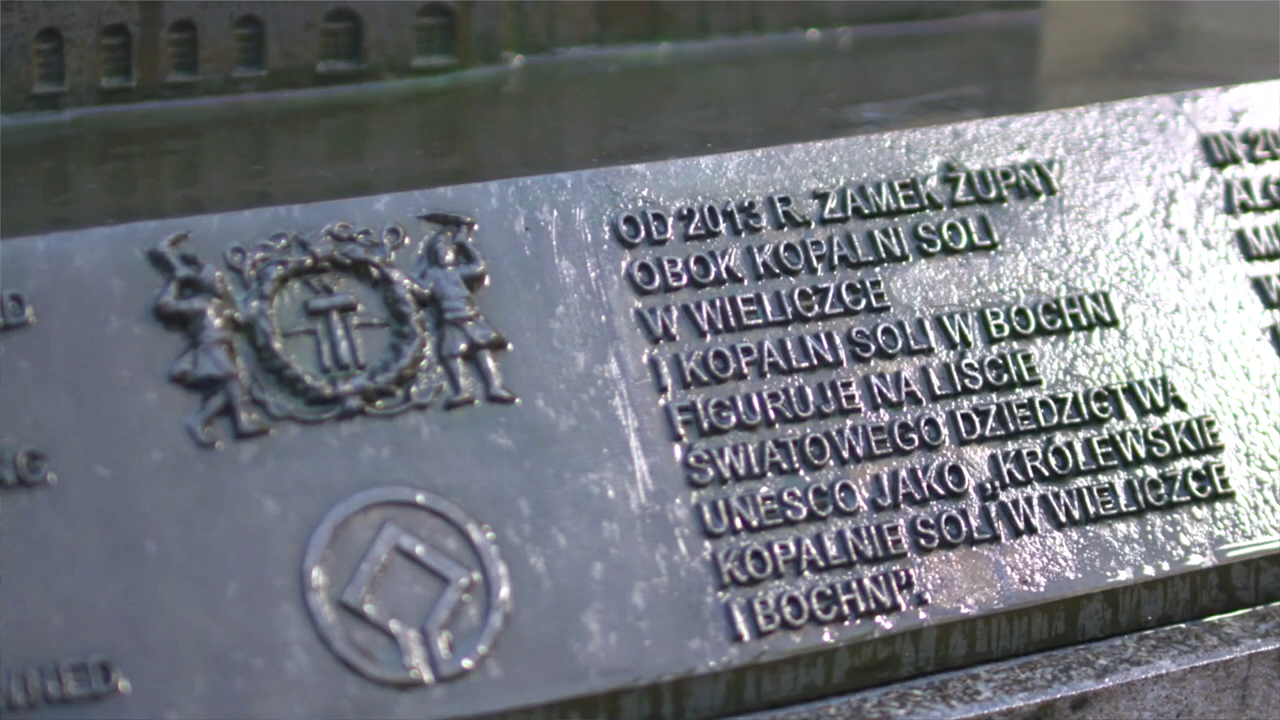 OD 2013 R. ZAMEK ŻUPNY
OBOK KOPALNI SOLI
W WIELICZCE
I KOPALNI SOLI W BOCHNI
FIGURUJE NA LIŚCIE
ŚWIATOWEGO DZIEDZICTWA
UNESCO JAKO „KRÓLEWSKIE
KOPALNIE SOLI W WIELICZCE
I BOCHNI”.
IN